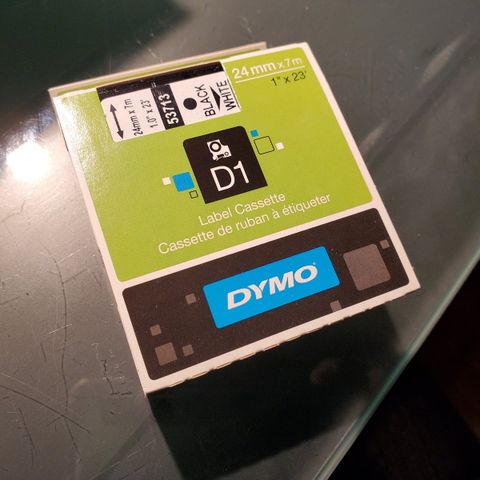 24mm x 7m
1" x 23'
24mm x 7m
1.0" x 23'
53713
BLACK
WHITE
D1
Label Cassette
Cassette de ruban à étiqueter
DYMO